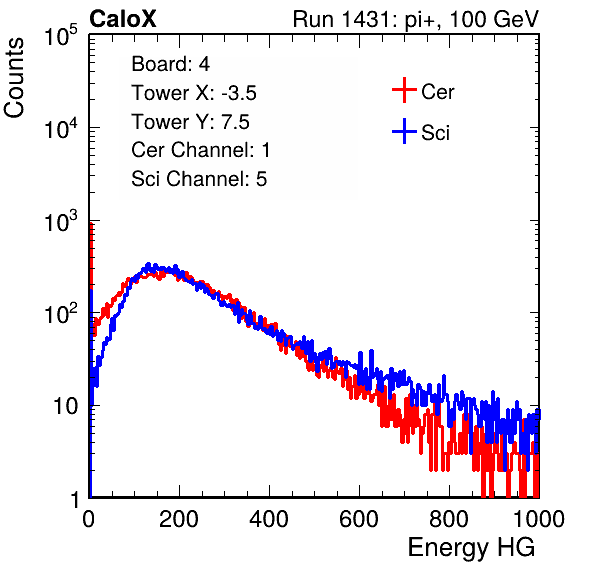 CaloX Run 1431: pi+, 100 GeV
Counts
Board: 4
Tower X: -3.5
Tower Y: 7.5
Cer Channel: 1
Sci Channel: 5
Cer
Sci
10^5
10^4
10^3
10^2
10
1
0 200 400 600 800 1000
Energy HG